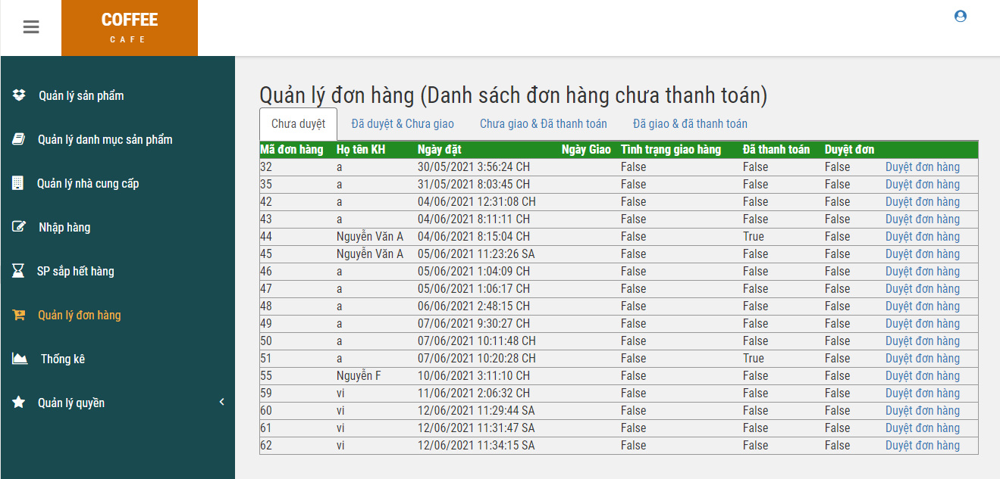 COFFEE
CAFE
Quản lý sản phẩm
Quản lý danh mục sản phẩm
Quản lý nhà cung cấp
Nhập hàng
SP sắp hết hàng
Quản lý đơn hàng
Thống kê
Quản lý quyền
Quản lý đơn hàng (Danh sách đơn hàng chưa thanh toán)
Chưa duyệt Đã duyệt & Chưa giao Chưa giao & Đã thanh toán Đã giao & đã thanh toán
Mã đơn hàng Họ tên KH Ngày đặt Ngày Giao Tình trạng giao hàng Đã thanh toán Duyệt đơn
32 a 30/05/2021 3:56:24 CH False False False Duyệt đơn hàng
35 a 31/05/2021 8:03:45 CH False False False Duyệt đơn hàng
42 a 04/06/2021 12:31:08 CH False False False Duyệt đơn hàng
43 a 04/06/2021 8:11:11 CH False False False Duyệt đơn hàng
44 Nguyễn Văn A 04/06/2021 8:15:04 CH False True False Duyệt đơn hàng
45 Nguyễn Văn A 05/06/2021 11:23:26 SA False False False Duyệt đơn hàng
46 a 05/06/2021 1:04:09 CH False False False Duyệt đơn hàng
47 a 05/06/2021 1:06:17 CH False False False Duyệt đơn hàng
48 a 06/06/2021 2:48:15 CH False False False Duyệt đơn hàng
49 a 07/06/2021 9:30:27 CH False False False Duyệt đơn hàng
50 a 07/06/2021 10:11:48 CH False False False Duyệt đơn hàng
51 a 07/06/2021 10:20:28 CH False True False Duyệt đơn hàng
55 Nguyễn F 10/06/2021 3:11:10 CH False False False Duyệt đơn hàng
59 vi 11/06/2021 2:06:32 CH False False False Duyệt đơn hàng
60 vi 12/06/2021 11:29:44 SA False False False Duyệt đơn hàng
61 vi 12/06/2021 11:31:47 SA False False False Duyệt đơn hàng
62 vi 12/06/2021 11:34:15 SA False False False Duyệt đơn hàng